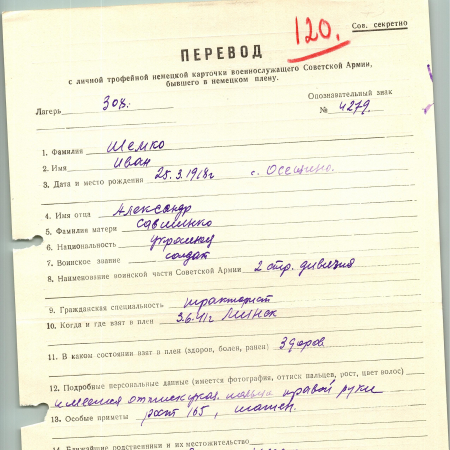 120.
Сов. секретно
ПЕРЕВОД
с личной трофейной немецкой карточки военнослужащего Советской Армии,
бывшего в немецком плену.
Лагерь 308.
Опознавательный знак
№ 4279.
1. Фамилия Шемко
2. Имя Иван
3. Дата и место рождения 25.3.1918г с. Осещино.
4. Имя отца Александр
5. Фамилия матери Савшинко
6. Национальность украинец
7. Воинское звание солдат
8. Наименование воинской части Советской Армии 2 стр. дивизия
9. Гражданская специальность тракторист
10. Когда и где взят в плен 3.6.41г Минск
11. В каком состоянии взят в плен (здоров, болен, ранен) Здоров
12. Подробные персональные данные (имеется фотография, оттиск пальцев, рост, цвет волос)
имеется оттиск указ. пальца правой руки
13. Особые приметы рост 165,
14. Ближайшие родственники и их местожительство